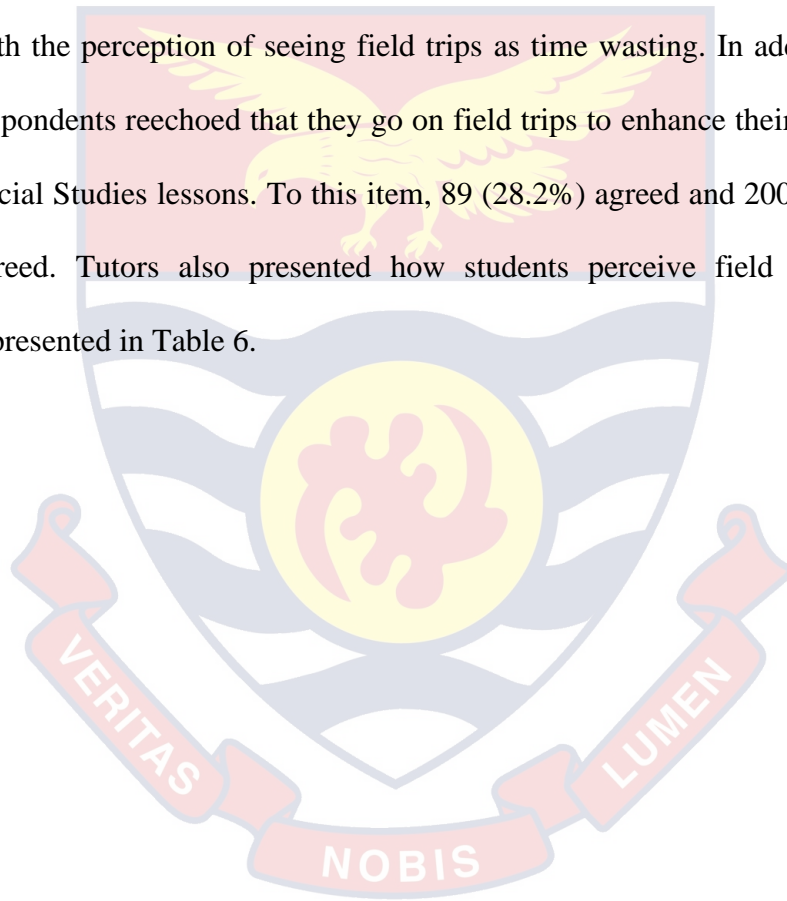 th the perception of seeing field trips as time wasting. In ad
pondents reechoed that they go on field trips to enhance their
cial Studies lessons. To this item, 89 (28.2%) agreed and 200
reed. Tutors also presented how students perceive field
presented in Table 6.
VERITAS
NOBIS
LUMEN